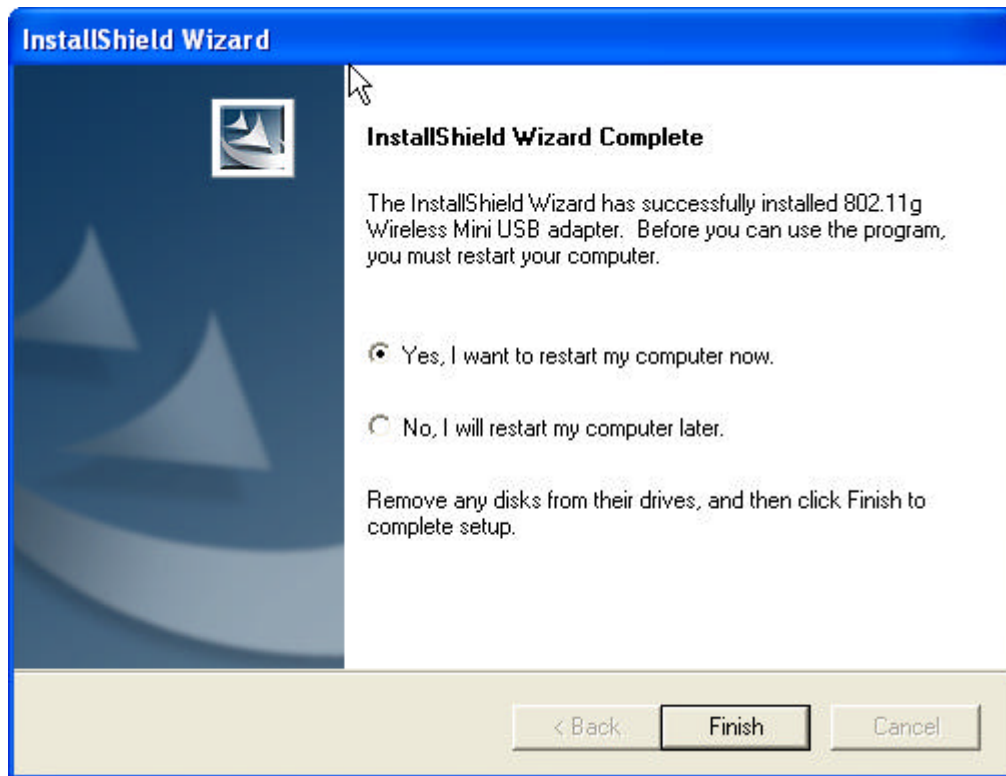 InstallShield Wizard
InstallShield Wizard Complete
The InstallShield Wizard has successfully installed 802.11g
Wireless Mini USB adapter.  Before you can use the program,
you must restart your computer.
Yes, I want to restart my computer now.
No, I will restart my computer later.
Remove any disks from their drives, and then click Finish to
complete setup.
< Back Finish Cancel